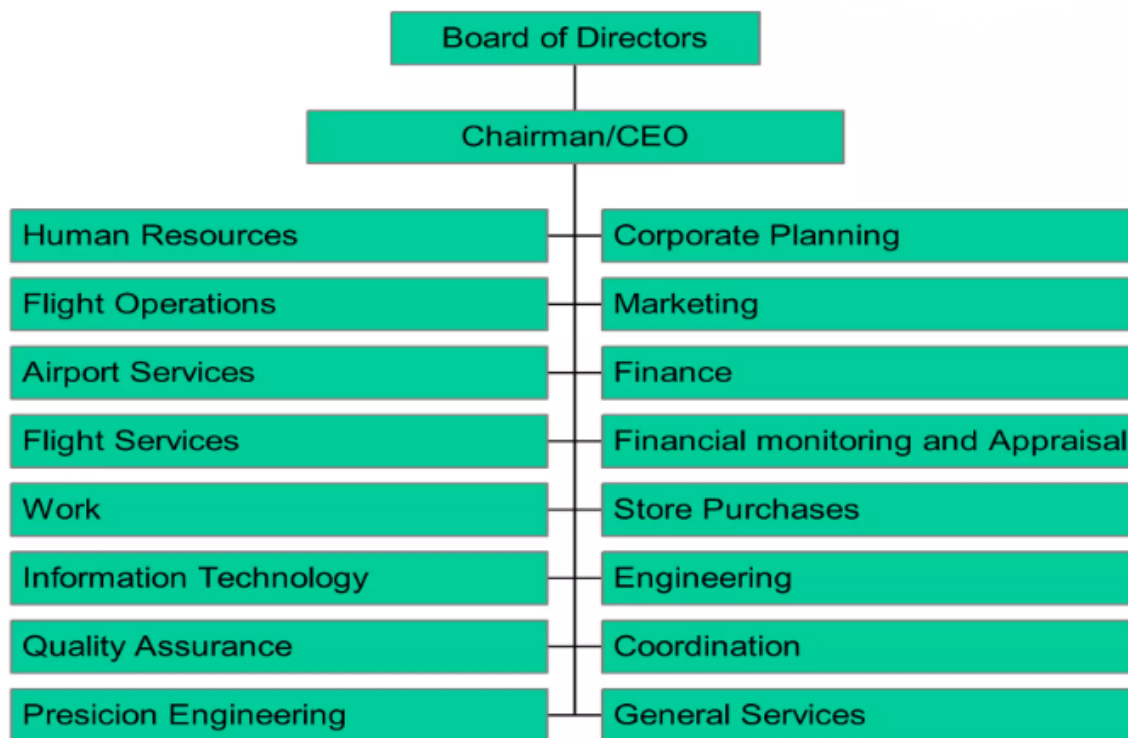 Board of Directors
Chairman/CEO
Human Resources
Corporate Planning
Flight Operations
Marketing
Airport Services
Finance
Flight Services
Financial monitoring and Appraisal
Work
Store Purchases
Information Technology
Engineering
Quality Assurance
Coordination
Presicion Engineering
General Services